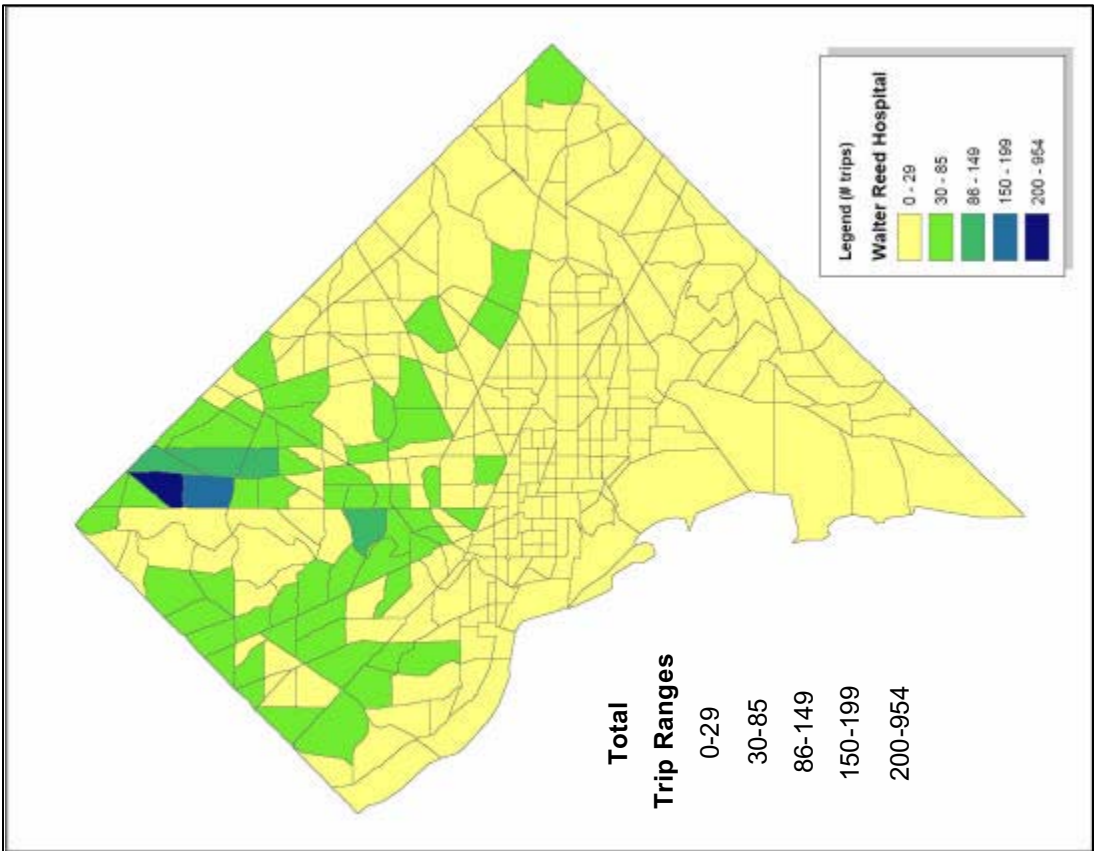 Total
Trip Ranges
0-29
30-85
86-149
150-199
200-954
Legend (# trips)
Walter Reed Hospital
0 - 29
30 - 85
86 - 149
150 - 199
200 - 954